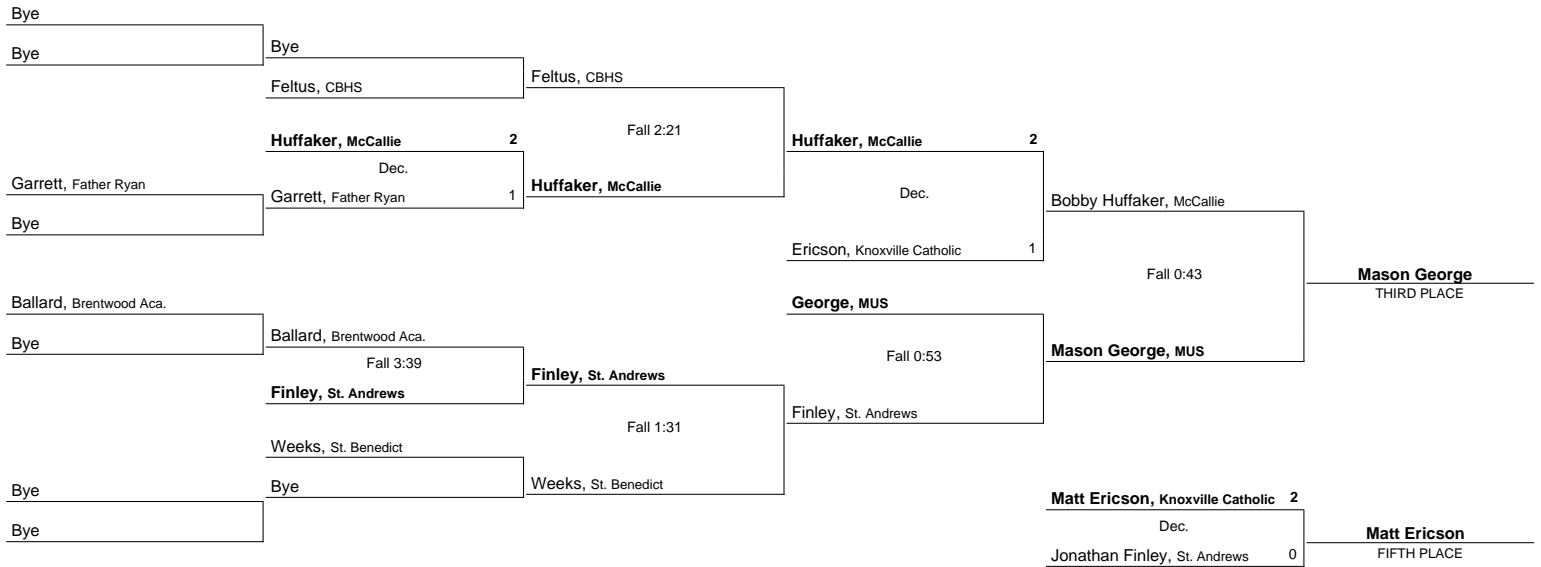 Bye
Bye
Bye
Feltus, CBHS
Feltus, CBHS
Huffaker, McCallie 2
Fall 2:21
Huffaker, McCallie 2
Dec.
Garrett, Father Ryan
Garrett, Father Ryan 1
Huffaker, McCallie
Dec.
Bobby Huffaker, McCallie
Bye
Ericson, Knoxville Catholic 1
Fall 0:43
Mason George
THIRD PLACE
Ballard, Brentwood Aca.
George, MUS
Bye
Ballard, Brentwood Aca.
Fall 3:39
Fall 0:53
Mason George, MUS
Finley, St. Andrews
Finley, St. Andrews
Finley, St. Andrews
Fall 1:31
Weeks, St. Benedict
Bye
Bye
Weeks, St. Benedict
Matt Ericson, Knoxville Catholic 2
Bye
Dec.
Matt Ericson
FIFTH PLACE
Jonathan Finley, St. Andrews 0